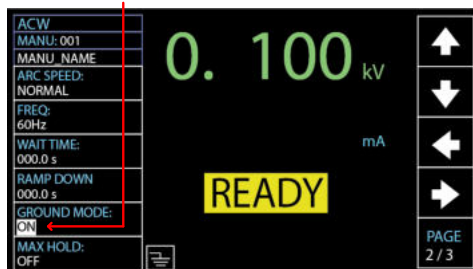 ACW
MANU: 001
MANU_NAME
ARC SPEED:
NORMAL
FREQ:
60Hz
WAIT TIME:
000.0 s
RAMP DOWN
000.0 s
GROUND MODE:
ON
MAX HOLD:
OFF
0. 100 kV
mA
READY
PAGE
2 / 3